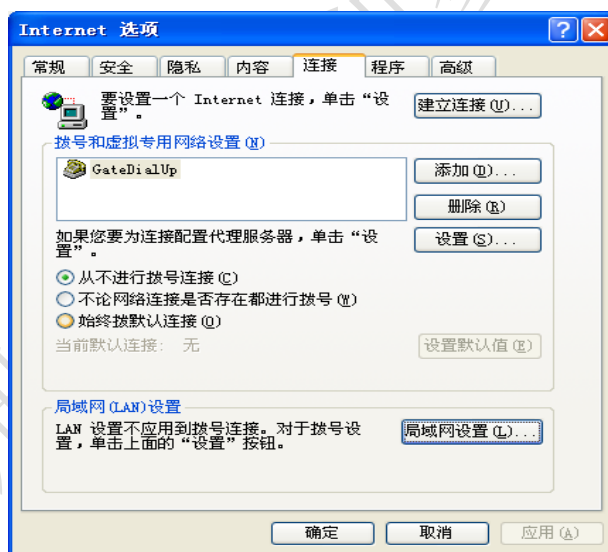 Internet 选项
常规 安全 隐私 内容 连接 程序 高级
要设置一个 Internet 连接，单击“设
置”。
建立连接(U)...
拨号和虚拟专用网络设置(N)
GateDialUp
添加(D)...
删除(R)
如果您要为连接配置代理服务器，单击“设
置”。
设置(S)...
从不进行拨号连接(C)
不论网络连接是否存在都进行拨号(W)
始终拨默认连接(O)
当前默认连接: 无
设置默认值(E)
局域网(LAN)设置
LAN 设置不应用到拨号连接。对于拨号设
置，单击上面的“设置”按钮。
局域网设置(L)...
确定 取消 应用(A)